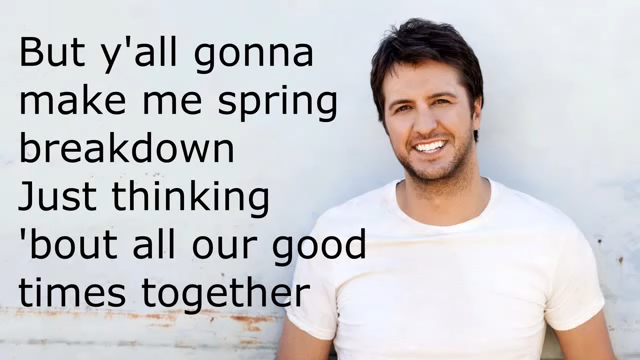 But y'all gonna
make me spring
breakdown
Just thinking
'bout all our good
times together